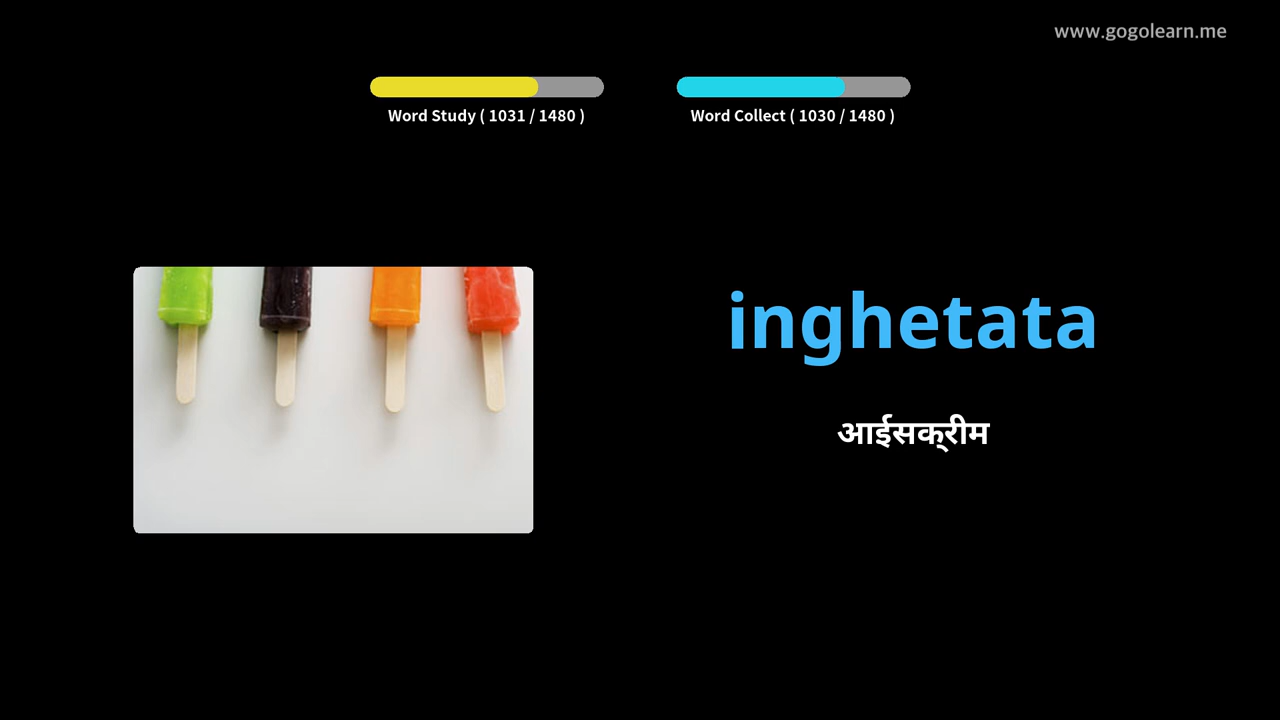 www.gogolearn.me
Word Study ( 1031 / 1480 )
Word Collect ( 1030 / 1480 )
inghetata
आईसक्रीम